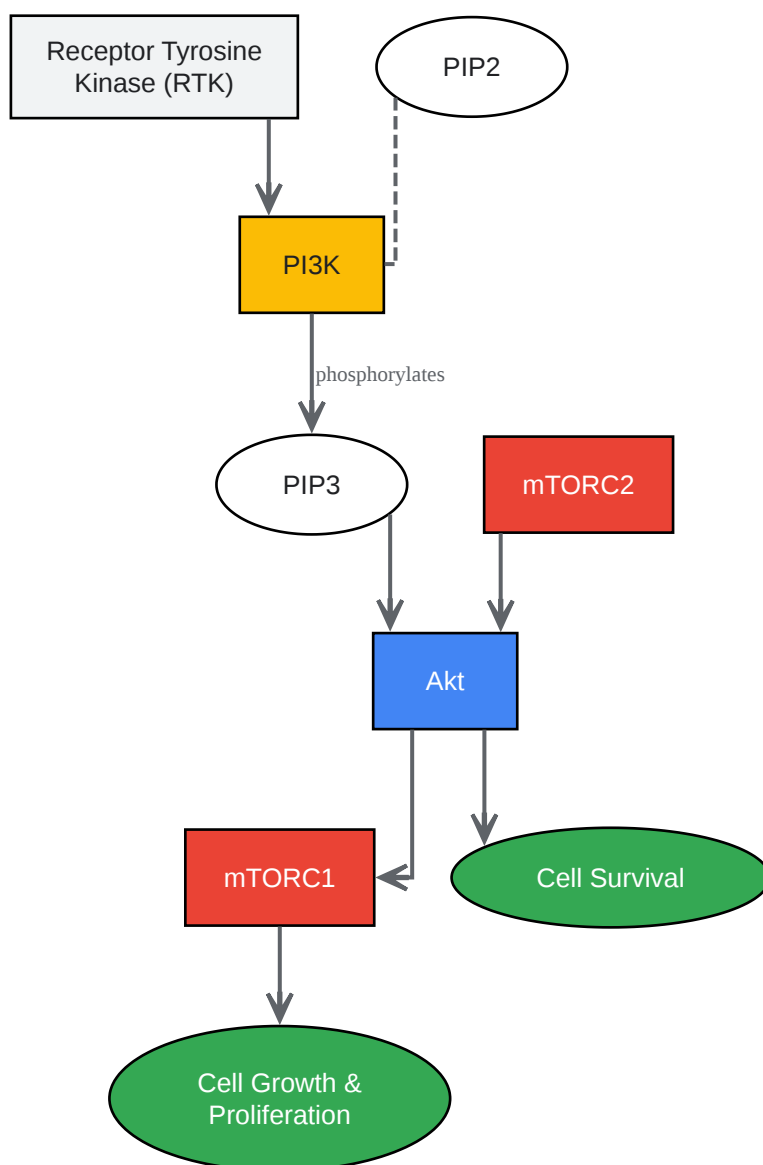 Receptor Tyrosine
Kinase (RTK)
PIP2
PI3K
phosphorylates
PIP3
mTORC2
Akt
mTORC1
Cell Survival
Cell Growth &
Proliferation